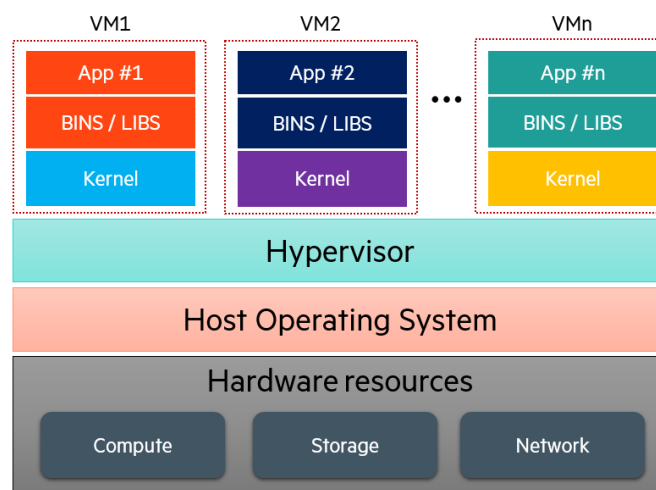 VM1 VM2 VMn
App #1 App #2 App #n
BINS / LIBS BINS / LIBS ... BINS / LIBS
Kernel Kernel Kernel
Hypervisor
Host Operating System
Hardware resources
Compute Storage Network